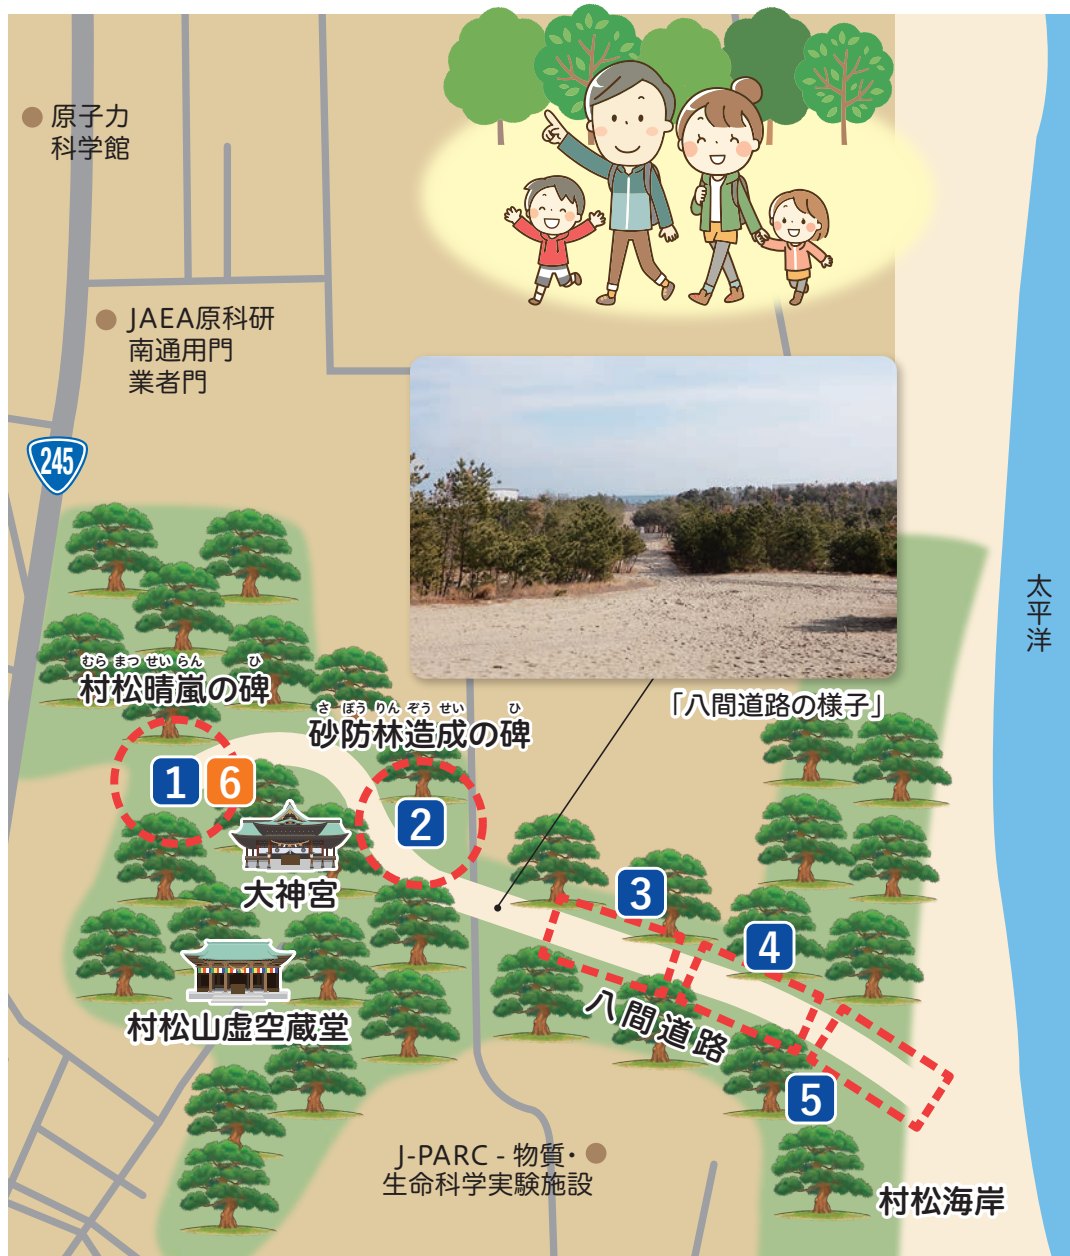 原子力
科学館
JAEA原科研
南通用門
業者門
245
太平洋
「八間道路の様子」
むら まつ せい らん ひ
村松晴嵐の碑
さ ぼう りん ぞう せい ひ
砂防林造成の碑
1
6
2
大神宮
3
4
村松山虚空蔵堂
八間道路
5
J-PARC - 物質・
生命科学実験施設
村松海岸